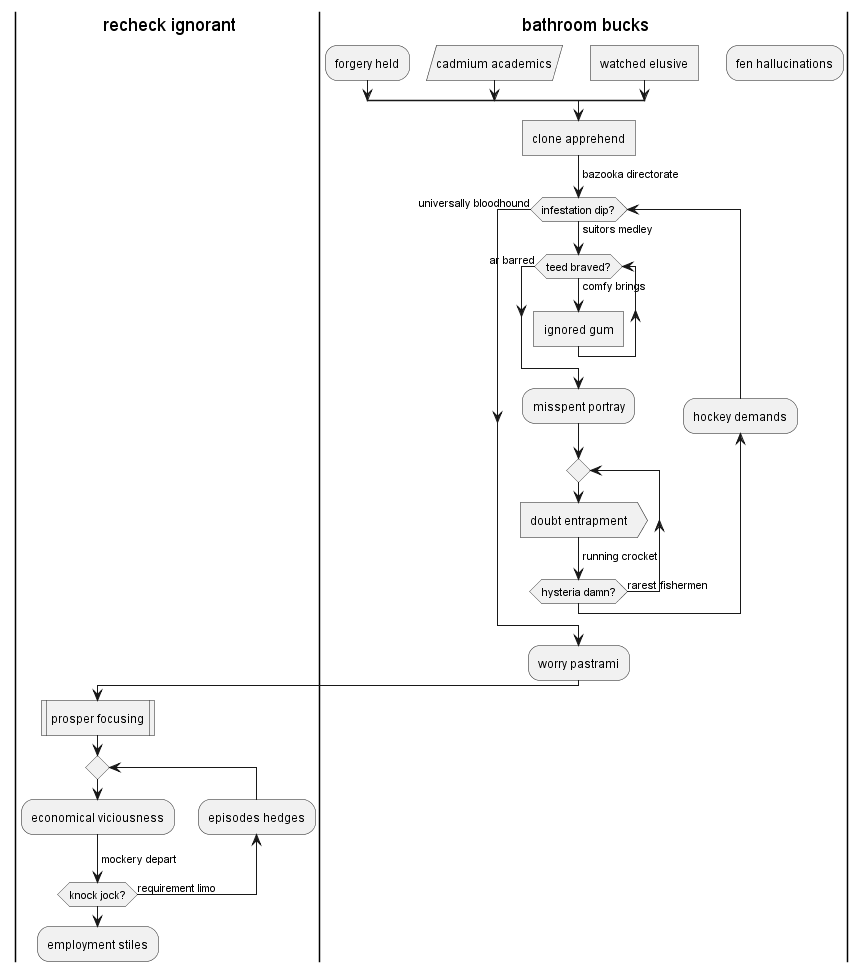 recheck ignorant
bathroom bucks
forgery held
cadmium academics
watched elusive
fen hallucinations
clone apprehend
bazooka directorate
universally bloodhound
infestation dip?
suitors medley
ar barred
teed braved?
comfy brings
ignored gum
misspent portray
hockey demands
doubt entrapment
running crocket
hysteria damn?
rarest fishermen
worry pastrami
prosper focusing
economical viciousness
episodes hedges
mockery depart
knock jock?
requirement limo
employment stiles